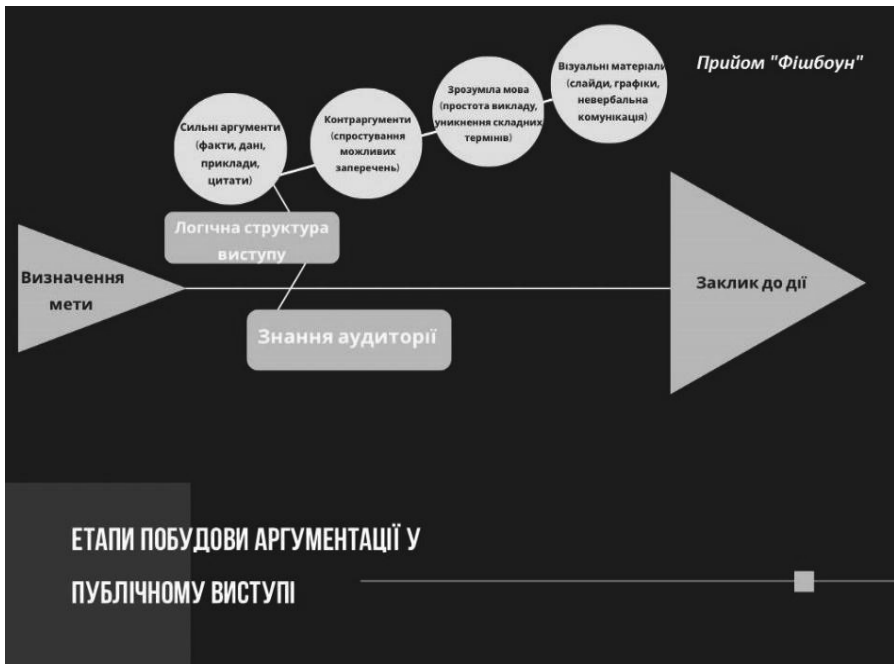 Прийом "Фішбоун"
Візуальні матеріали
(слайди, графіки,
невербальна
комунікація)
Зрозуміла мова
(простота викладу,
уникнення складних
термінів)
Контраргументи
(спростування
можливих
заперечень)
Сильні аргументи
(факти, дані,
приклади,
цитати)
Логічна структура
виступу
Визначення
мети
Знання аудиторії
Заклик до дії
ЕТАПИ ПОБУДОВИ АРГУМЕНТАЦІЇ У
ПУБЛІЧНОМУ ВИСТУПІ